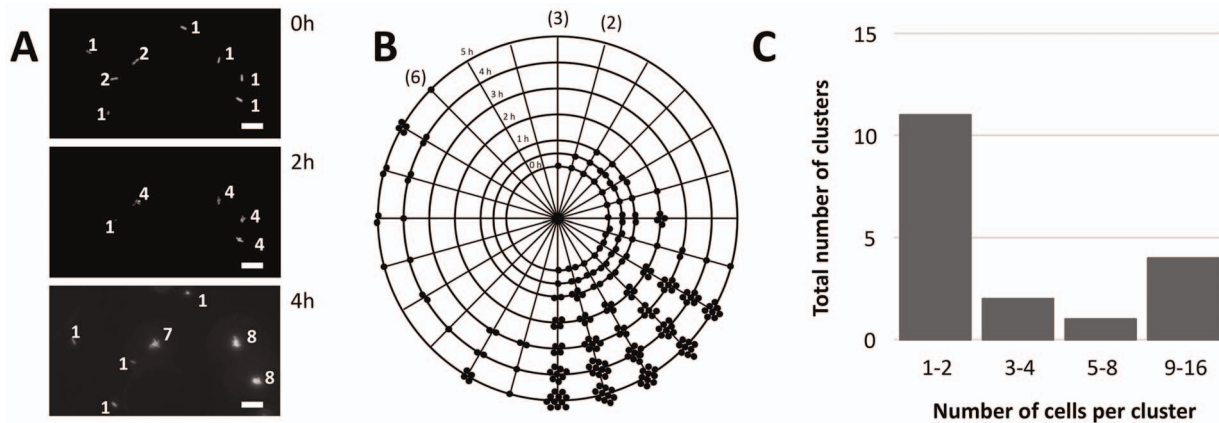 A
0h
1
1
2
1
2
1
1
1
2h
4
4
1
4
4
4h
1
1
7
8
1
8
1
B
(3)
(2)
(6)
5 h
4 h
3 h
2 h
1 h
0 h
C
15
10
5
0
Total number of clusters
1-2
3-4
5-8
9-16
Number of cells per cluster